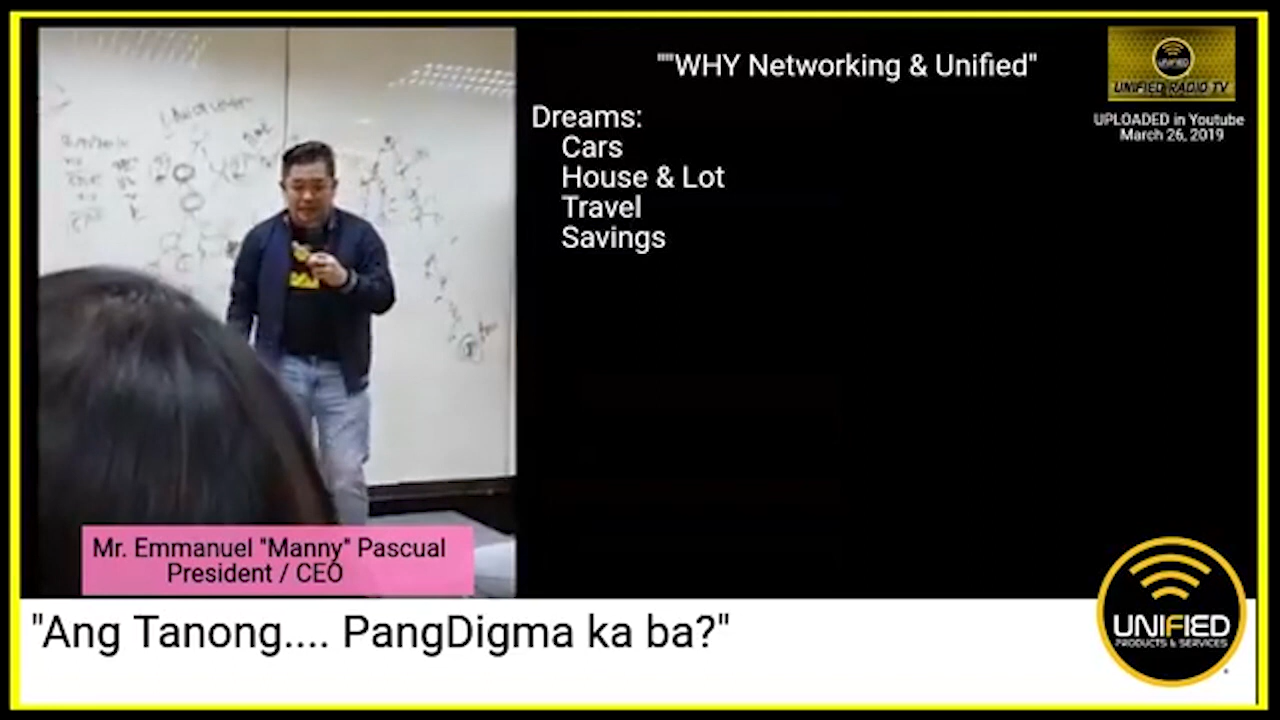 ""WHY Networking & Unified"
UNIFIED
UNIFIED RADIO TV
UPLOADED in Youtube
March 26, 2019
Dreams:
Cars
House & Lot
Travel
Savings
Mr. Emmanuel "Manny" Pascual
President / CEO
"Ang Tanong.... PangDigma ka ba?"
UNIFIED
PRODUCTS & SERVICES